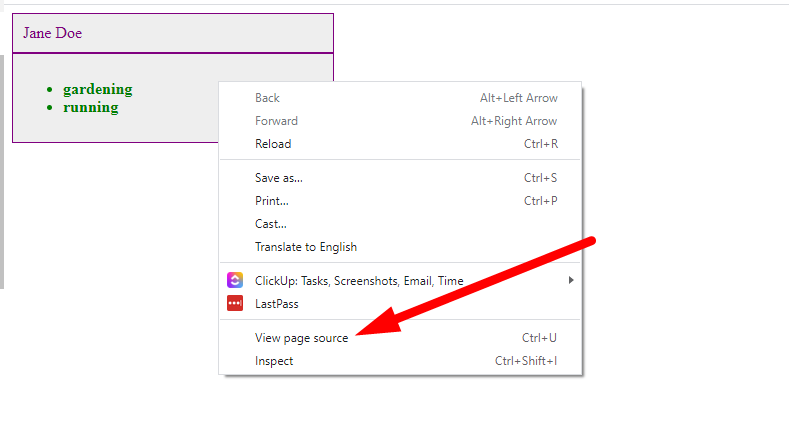 Jane Doe
gardening
running
Back Alt+Left Arrow
Forward Alt+Right Arrow
Reload Ctrl+R
Save as... Ctrl+S
Print... Ctrl+P
Cast...
Translate to English
ClickUp: Tasks, Screenshots, Email, Time
LastPass
View page source Ctrl+U
Inspect Ctrl+Shift+I